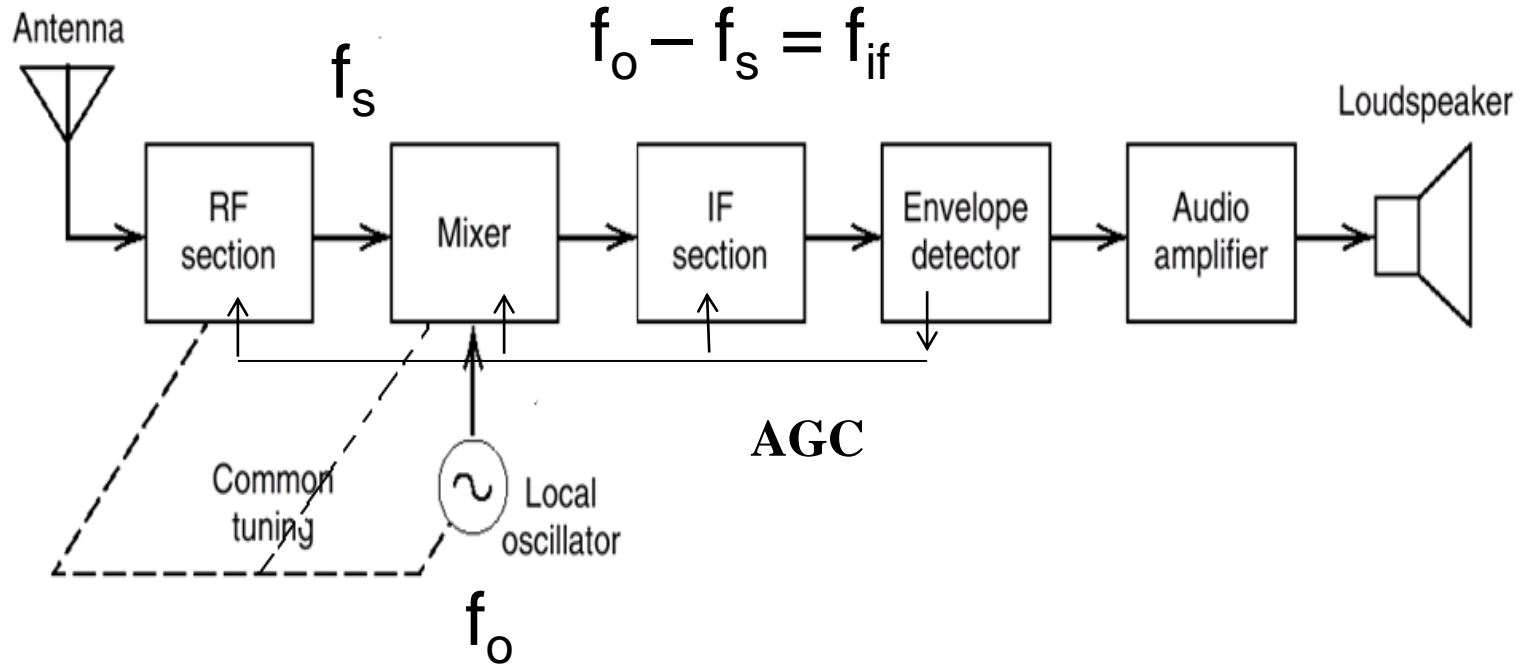 Antenna
fs
fo – fs = fif
Loudspeaker
RF
section
Mixer
IF
section
Envelope
detector
Audio
amplifier
AGC
Common
tuning
Local
oscillator
fo